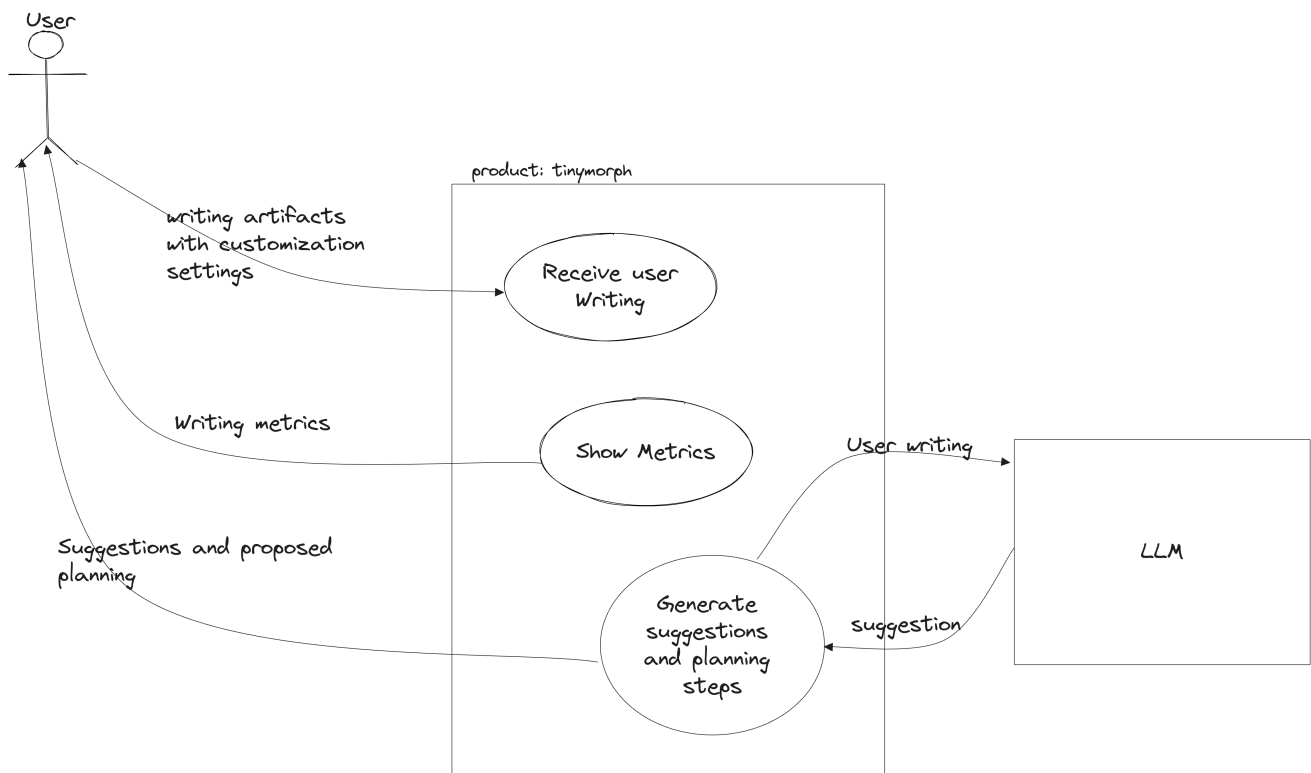 User
product: tinymorph
writing artifacts
with customization
settings
Receive user
Writing
Writing metrics
Show Metrics
User writing
LLM
Suggestions and proposed
planning
Generate
suggestions
and planning
steps
suggestion